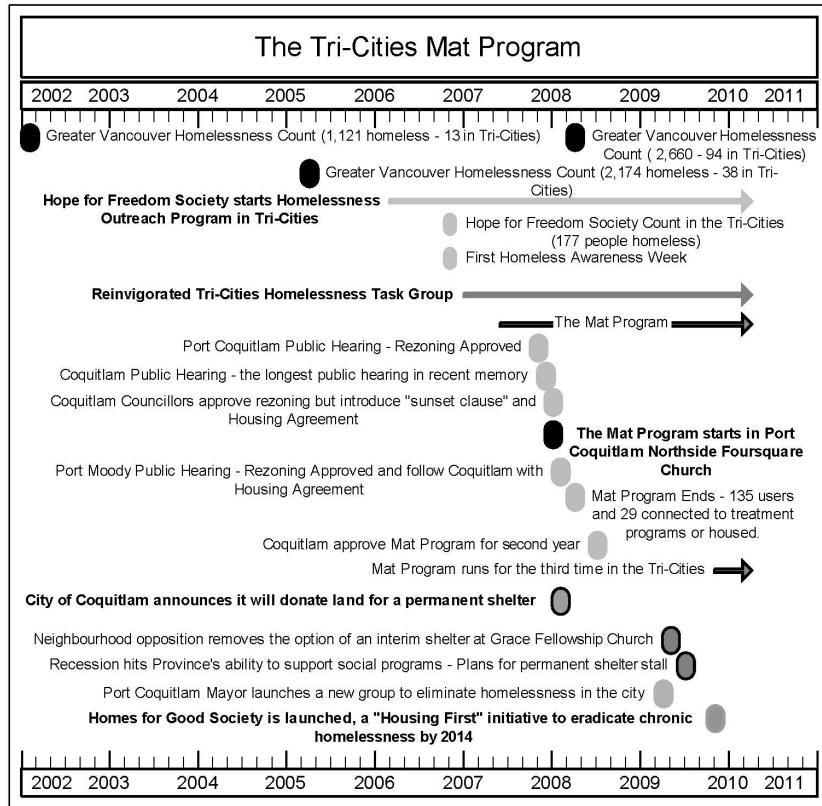 The Tri-Cities Mat Program
2002 2003 2004 2005 2006 2007 2008 2009 2010 2011
Greater Vancouver Homelessness Count (1,121 homeless - 13 in Tri-Cities)
Greater Vancouver Homelessness
Count ( 2,660 - 94 in Tri-Cities)
Greater Vancouver Homelessness Count (2,174 homeless - 38 in Tri-
Cities)
Hope for Freedom Society starts Homelessness
Outreach Program in Tri-Cities
Hope for Freedom Society Count in the Tri-Cities
(177 people homeless)
First Homeless Awareness Week
Reinvigorated Tri-Cities Homelessness Task Group
The Mat Program
Port Coquitlam Public Hearing - Rezoning Approved
Coquitlam Public Hearing - the longest public hearing in recent memory
Coquitlam Councillors approve rezoning but introduce "sunset clause" and
Housing Agreement
The Mat Program starts in Port
Coquitlam Northside Foursquare
Church
Port Moody Public Hearing - Rezoning Approved and follow Coquitlam with
Housing Agreement
Mat Program Ends - 135 users
and 29 connected to treatment
programs or housed.
Coquitlam approve Mat Program for second year
Mat Program runs for the third time in the Tri-Cities
City of Coquitlam announces it will donate land for a permanent shelter
Neighbourhood opposition removes the option of an interim shelter at Grace Fellowship Church
Recession hits Province's ability to support social programs - Plans for permanent shelter stall
Port Coquitlam Mayor launches a new group to eliminate homelessness in the city
Homes for Good Society is launched, a "Housing First" initiative to eradicate chronic
homelessness by 2014
2002 2003 2004 2005 2006 2007 2008 2009 2010 2011